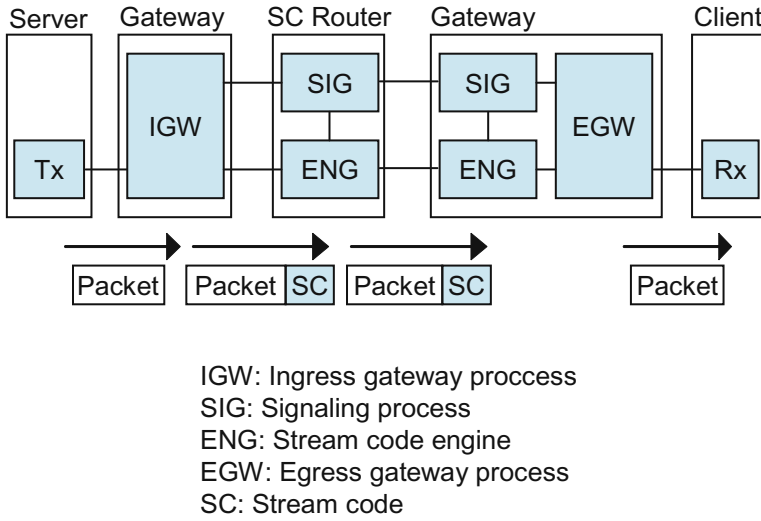 Server Gateway SC Router Gateway Client
SIG SIG
IGW EGW
Tx ENG ENG Rx
Packet Packet SC Packet SC Packet
IGW: Ingress gateway proccess
SIG: Signaling process
ENG: Stream code engine
EGW: Egress gateway process
SC: Stream code